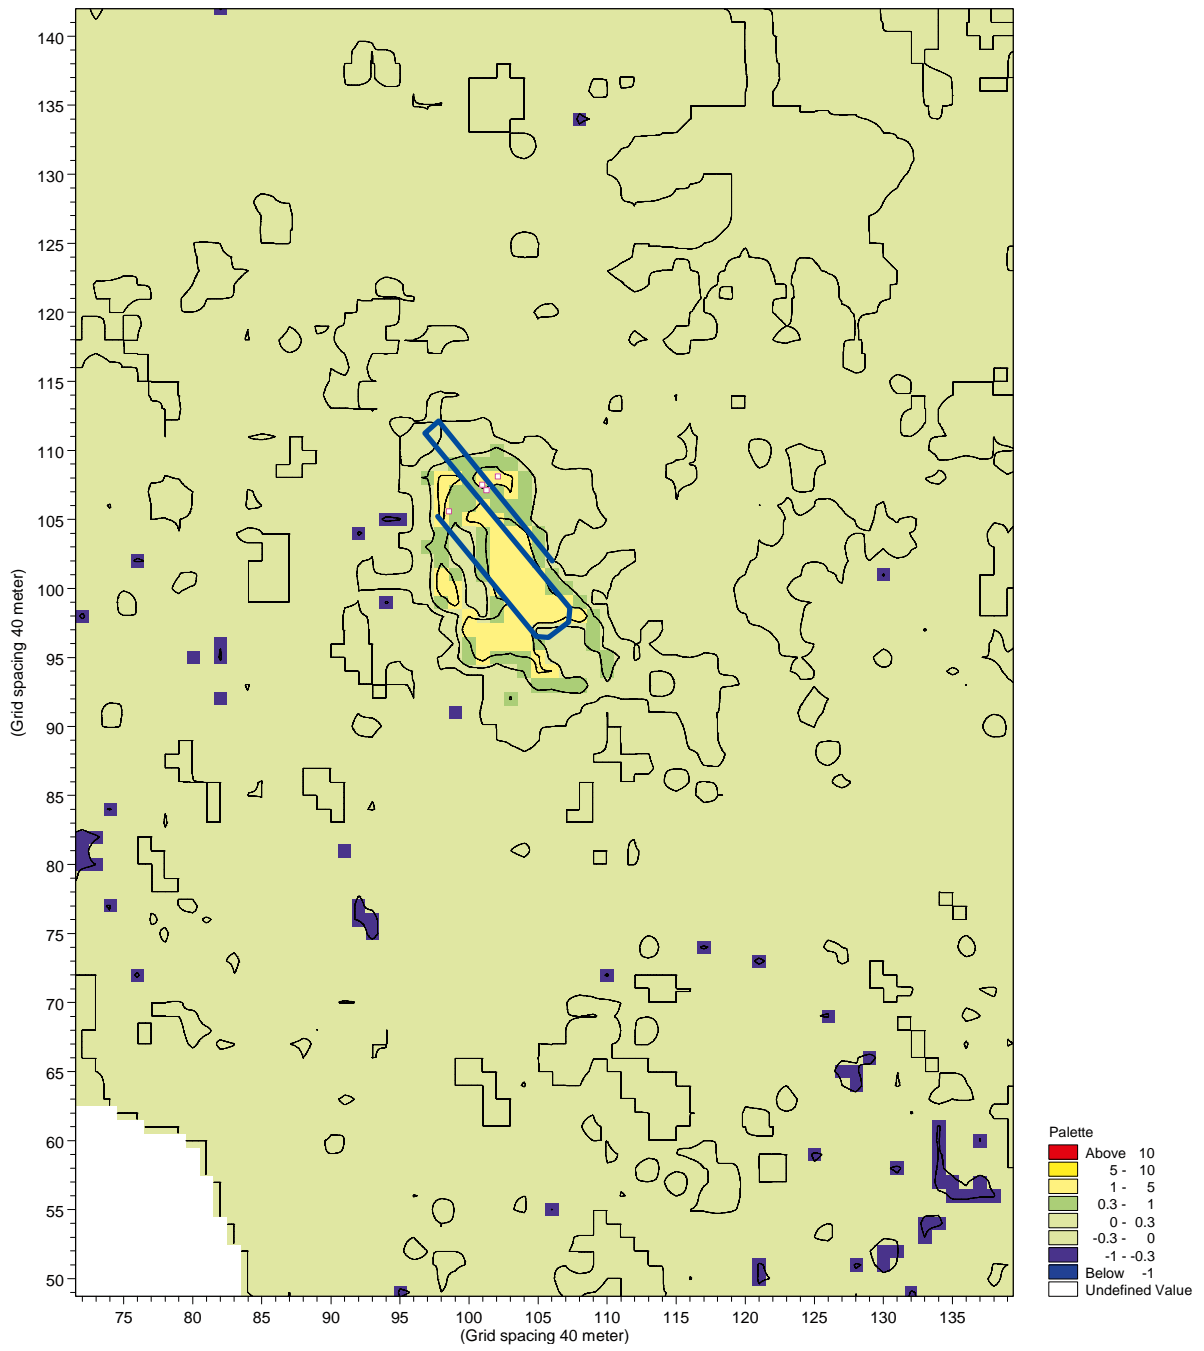 140
135
130
125
120
115
110
105
100
95
90
85
80
75
70
65
60
55
50
(Grid spacing 40 meter)
75 80 85 90 95 100 105 110 115 120 125 130 135
(Grid spacing 40 meter)
Palette
Above 10
5 - 10
1 - 5
0.3 - 1
0 - 0.3
-0.3 - 0
-1 - -0.3
Below -1
Undefined Value